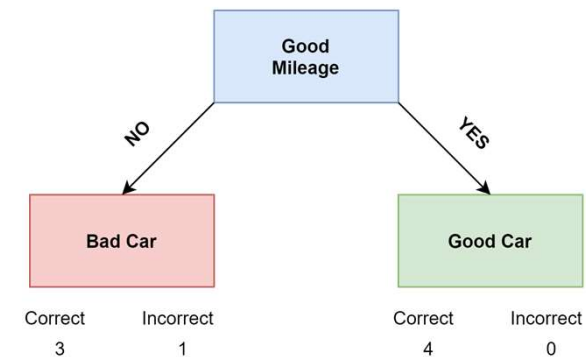 Good
Mileage
NO
YES
Bad Car
Good Car
Correct
Incorrect
Correct
Incorrect
3
1
4
0